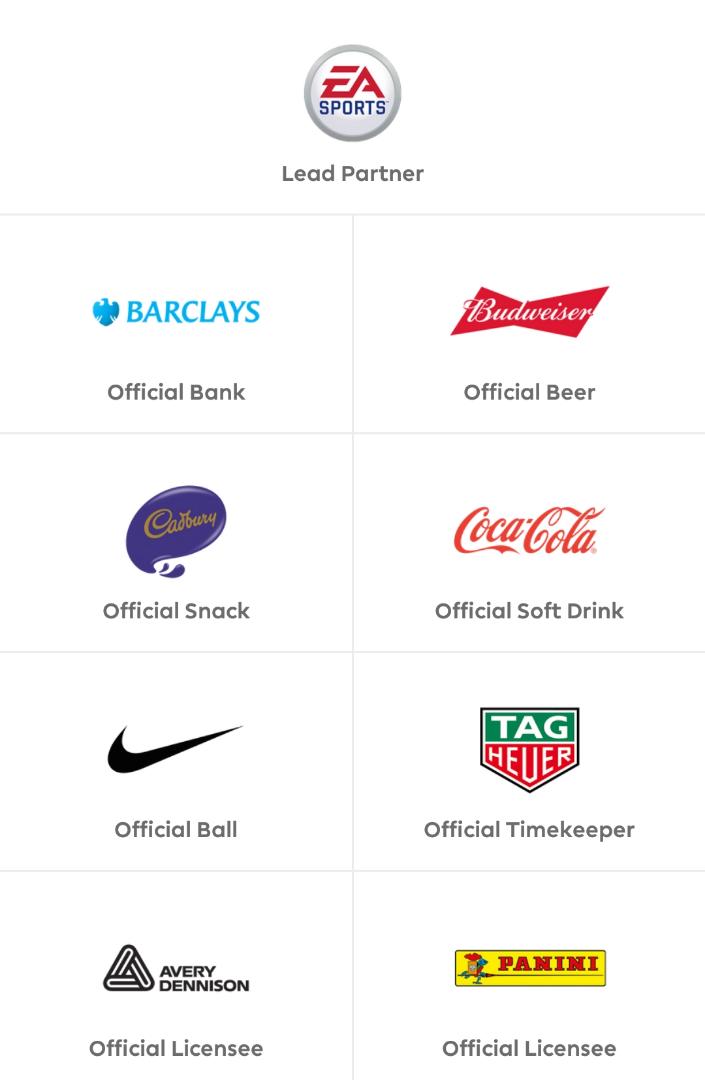 EA
SPORTS
Lead Partner
BARCLAYS
Budweiser
Official Bank
Official Beer
Cadbury
Coca-Cola
Official Snack
Official Soft Drink
TAG
HEUER
Official Ball
Official Timekeeper
AVERY
DENNISON
PANINI
Official Licensee
Official Licensee